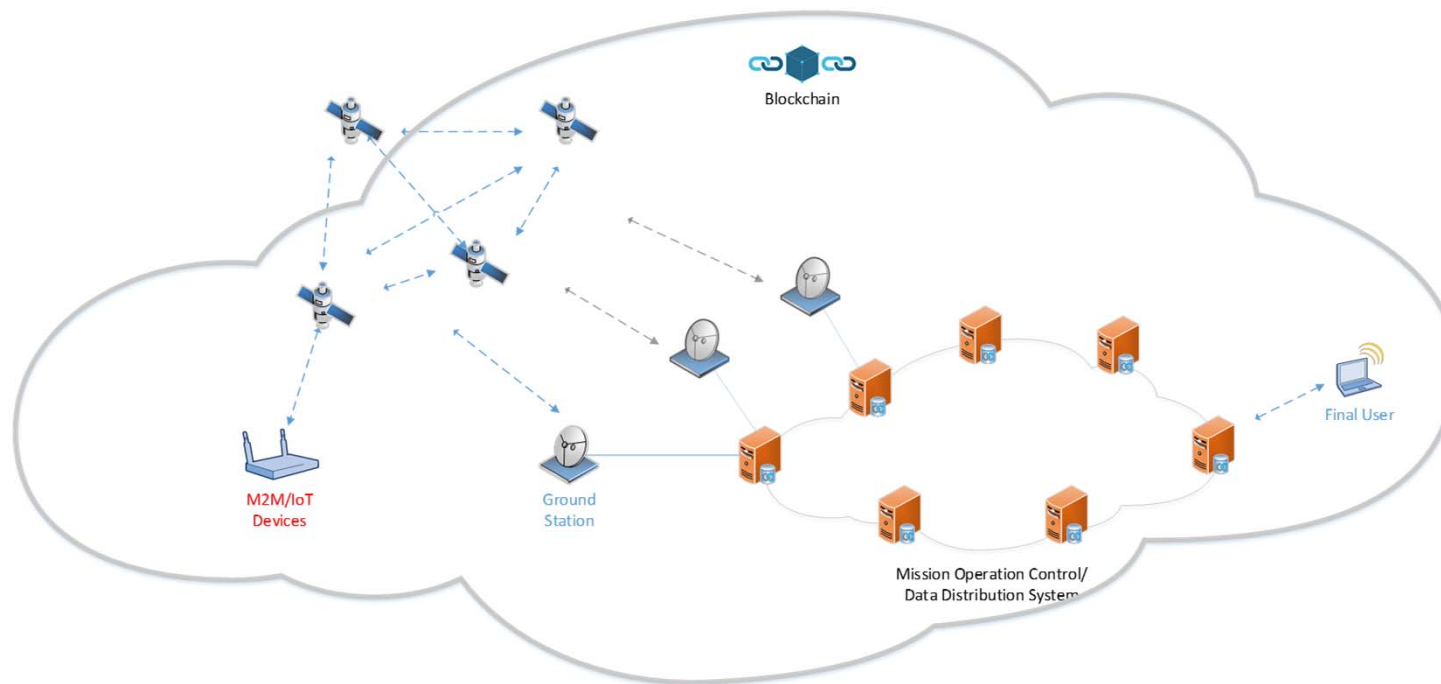 Blockchain
M2M/IoT
Devices
Ground
Station
Final User
Mission Operation Control/
Data Distribution System